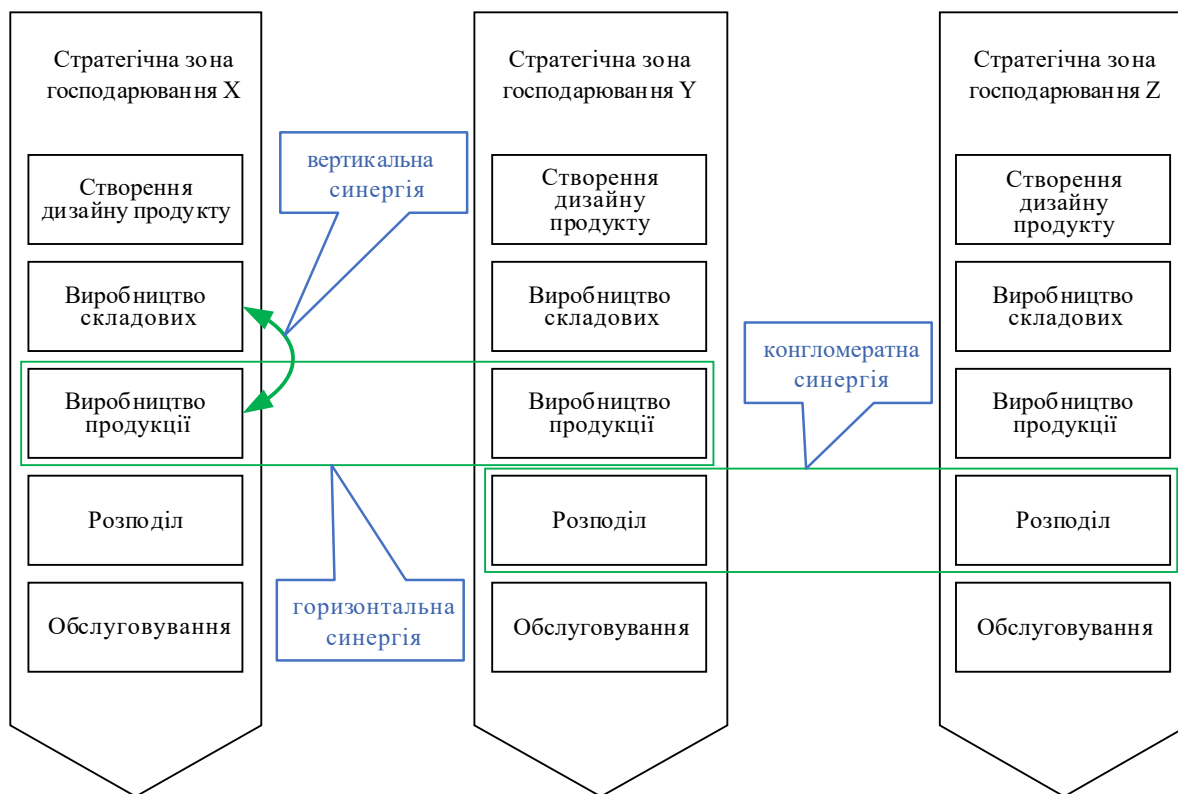 Стратегічна зона
господарювання X
Створення
дизайну продукту
Виробництво
складових
Виробництво
продукції
Розподіл
Обслуговування
вертикальна
синергія
горизонтальна
синергія
Стратегічна зона
господарювання Y
Створення
дизайну
продукту
Виробництво
складових
Виробництво
продукції
Розподіл
Обслуговування
конгломератна
синергія
Стратегічна зона
господарювання Z
Створення
дизайну
продукту
Виробництво
складових
Виробництво
продукції
Розподіл
Обслуговування